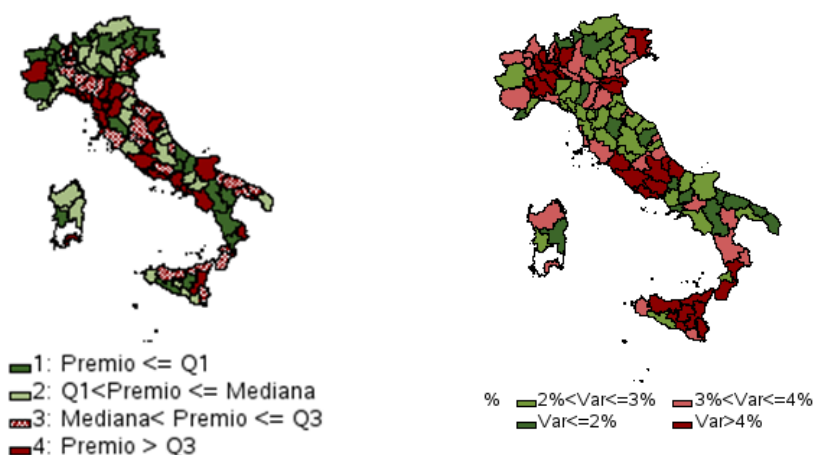 1: Premio <= Q1
2: Q1<Premio <= Mediana
3: Mediana< Premio <= Q3
4: Premio > Q3
% 2%<Var<=3% 3%<Var<=4%
Var<=2% Var>4%